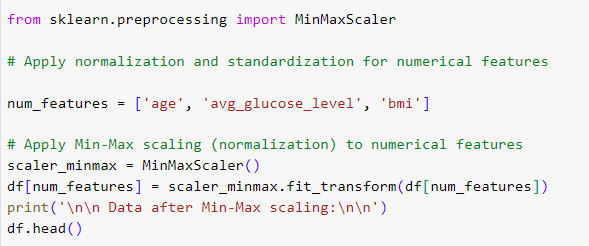 from sklearn.preprocessing import MinMaxScaler
# Apply normalization and standardization for numerical features
num_features = ['age', 'avg_glucose_level', 'bmi']
# Apply Min-Max scaling (normalization) to numerical features
scaler_minmax = MinMaxScaler()
df[num_features] = scaler_minmax.fit_transform(df[num_features])
print('\n\n Data after Min-Max scaling:\n\n')
df.head()